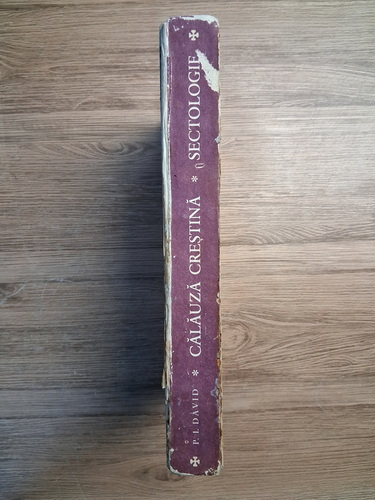 P. I. DAVID * CĂLĂUZĂ CREȘTINĂ * SECTOLOGIE